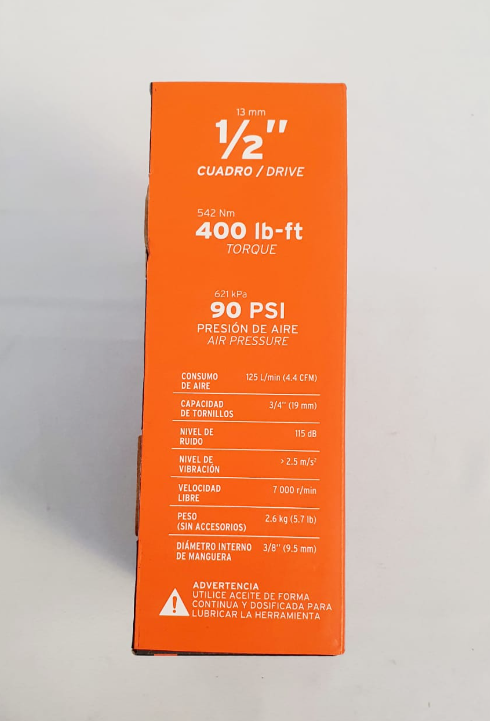 13 mm
1/2"
CUADRO / DRIVE
542 Nm
400 lb-ft
TORQUE
621 kPa
90 PSI
PRESIÓN DE AIRE
AIR PRESSURE
CONSUMO DE AIRE 125 L/min (4.4 CFM)
CAPACIDAD DE TORNILLOS 3/4" (19 mm)
NIVEL DE RUIDO 115 dB
NIVEL DE VIBRACIÓN > 2.5 m/s²
VELOCIDAD LIBRE 7 000 r/min
PESO (SIN ACCESORIOS) 2.6 kg (5.7 lb)
DIÁMETRO INTERNO DE MANGUERA 3/8" (9.5 mm)
ADVERTENCIA
UTILICE ACEITE DE FORMA
CONTINUA Y DOSIFICADA PARA
LUBRICAR LA HERRAMIENTA